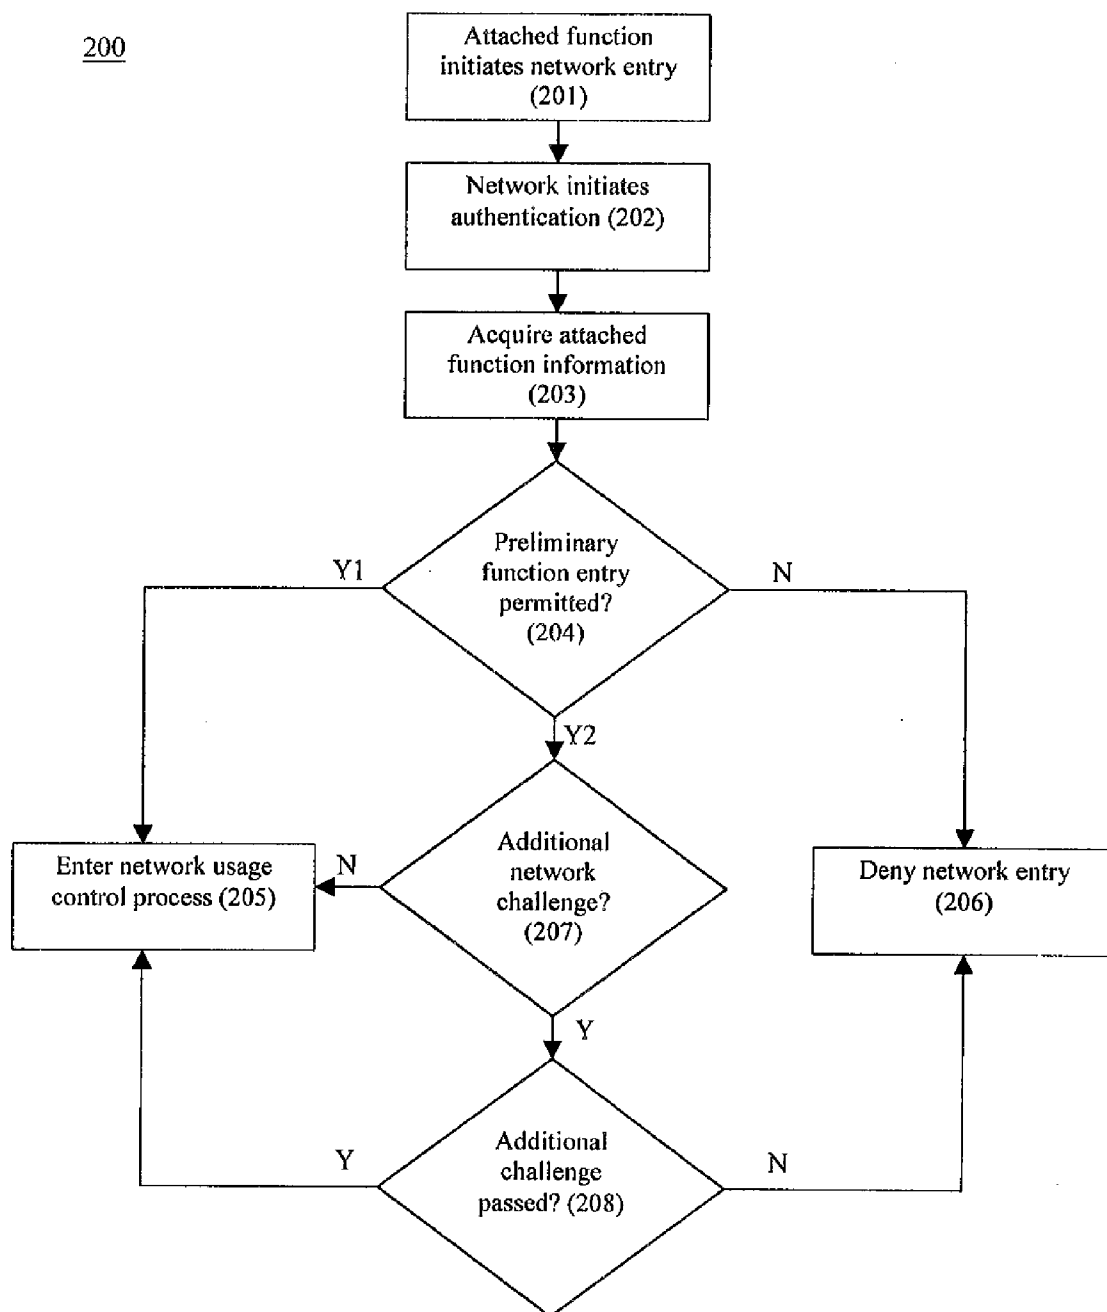 200
Attached function
initiates network entry
(201)
Network initiates
authentication (202)
Acquire attached
function information
(203)
Preliminary
function entry
permitted?
(204)
Y1
N
Y2
Enter network usage
control process (205)
N
Additional
network
challenge?
(207)
Deny network entry
(206)
Y
Additional
challenge
passed? (208)
Y
N